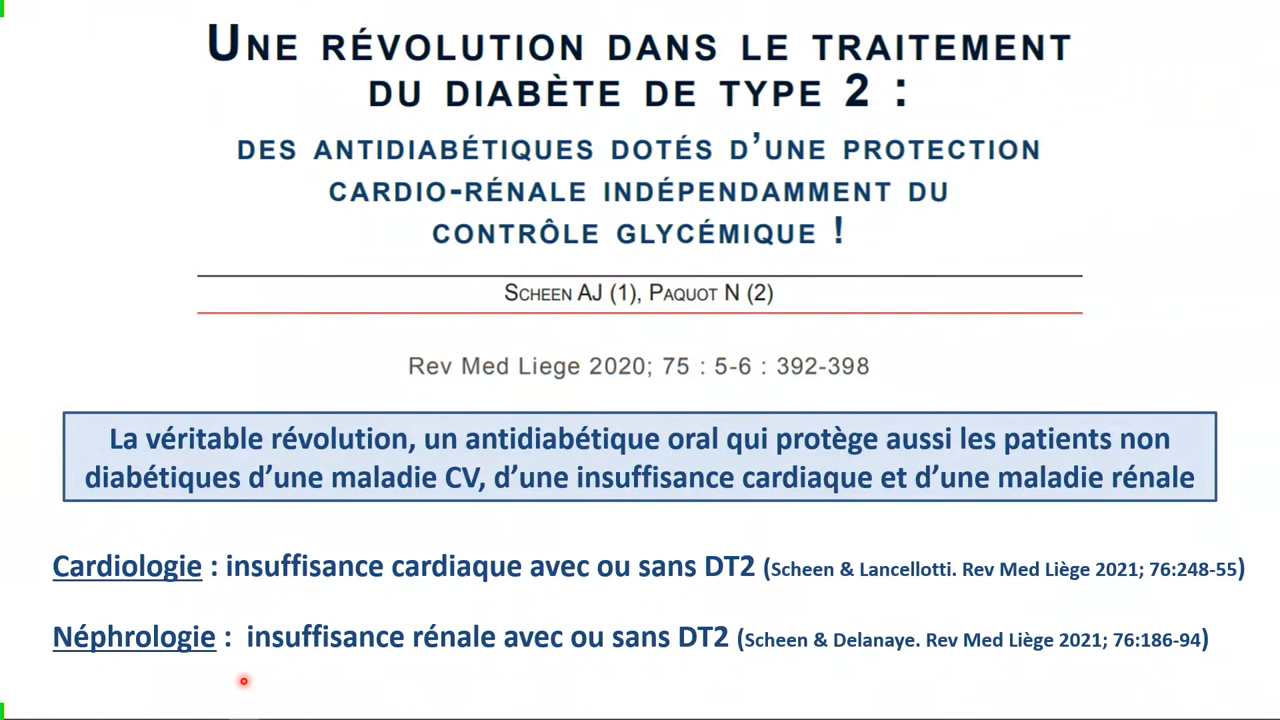 UNE RÉVOLUTION DANS LE TRAITEMENT
DU DIABÈTE DE TYPE 2 :
DES ANTIDIABÉTIQUES DOTÉS D’UNE PROTECTION
CARDIO-RÉNALE INDÉPENDAMMENT DU
CONTRÔLE GLYCÉMIQUE !
SCHEEN AJ (1), PAQUOT N (2)
Rev Med Liege 2020; 75 : 5-6 : 392-398
La véritable révolution, un antidiabétique oral qui protège aussi les patients non
diabétiques d’une maladie CV, d’une insuffisance cardiaque et d’une maladie rénale
Cardiologie : insuffisance cardiaque avec ou sans DT2 (Scheen & Lancellotti. Rev Med Liège 2021; 76:248-55)
Néphrologie : insuffisance rénale avec ou sans DT2 (Scheen & Delanaye. Rev Med Liège 2021; 76:186-94)